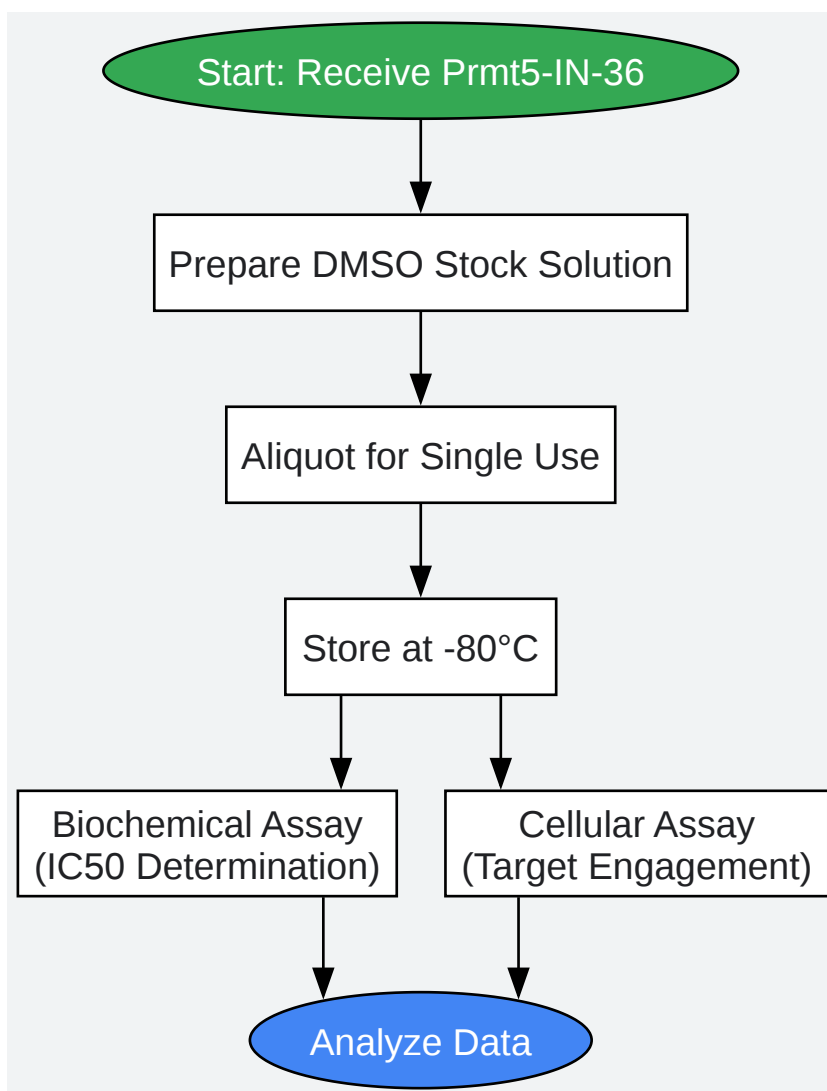 Start: Receive Prmt5-IN-36
Prepare DMSO Stock Solution
Aliquot for Single Use
Store at -80°C
Biochemical Assay
(IC50 Determination)
Cellular Assay
(Target Engagement)
Analyze Data